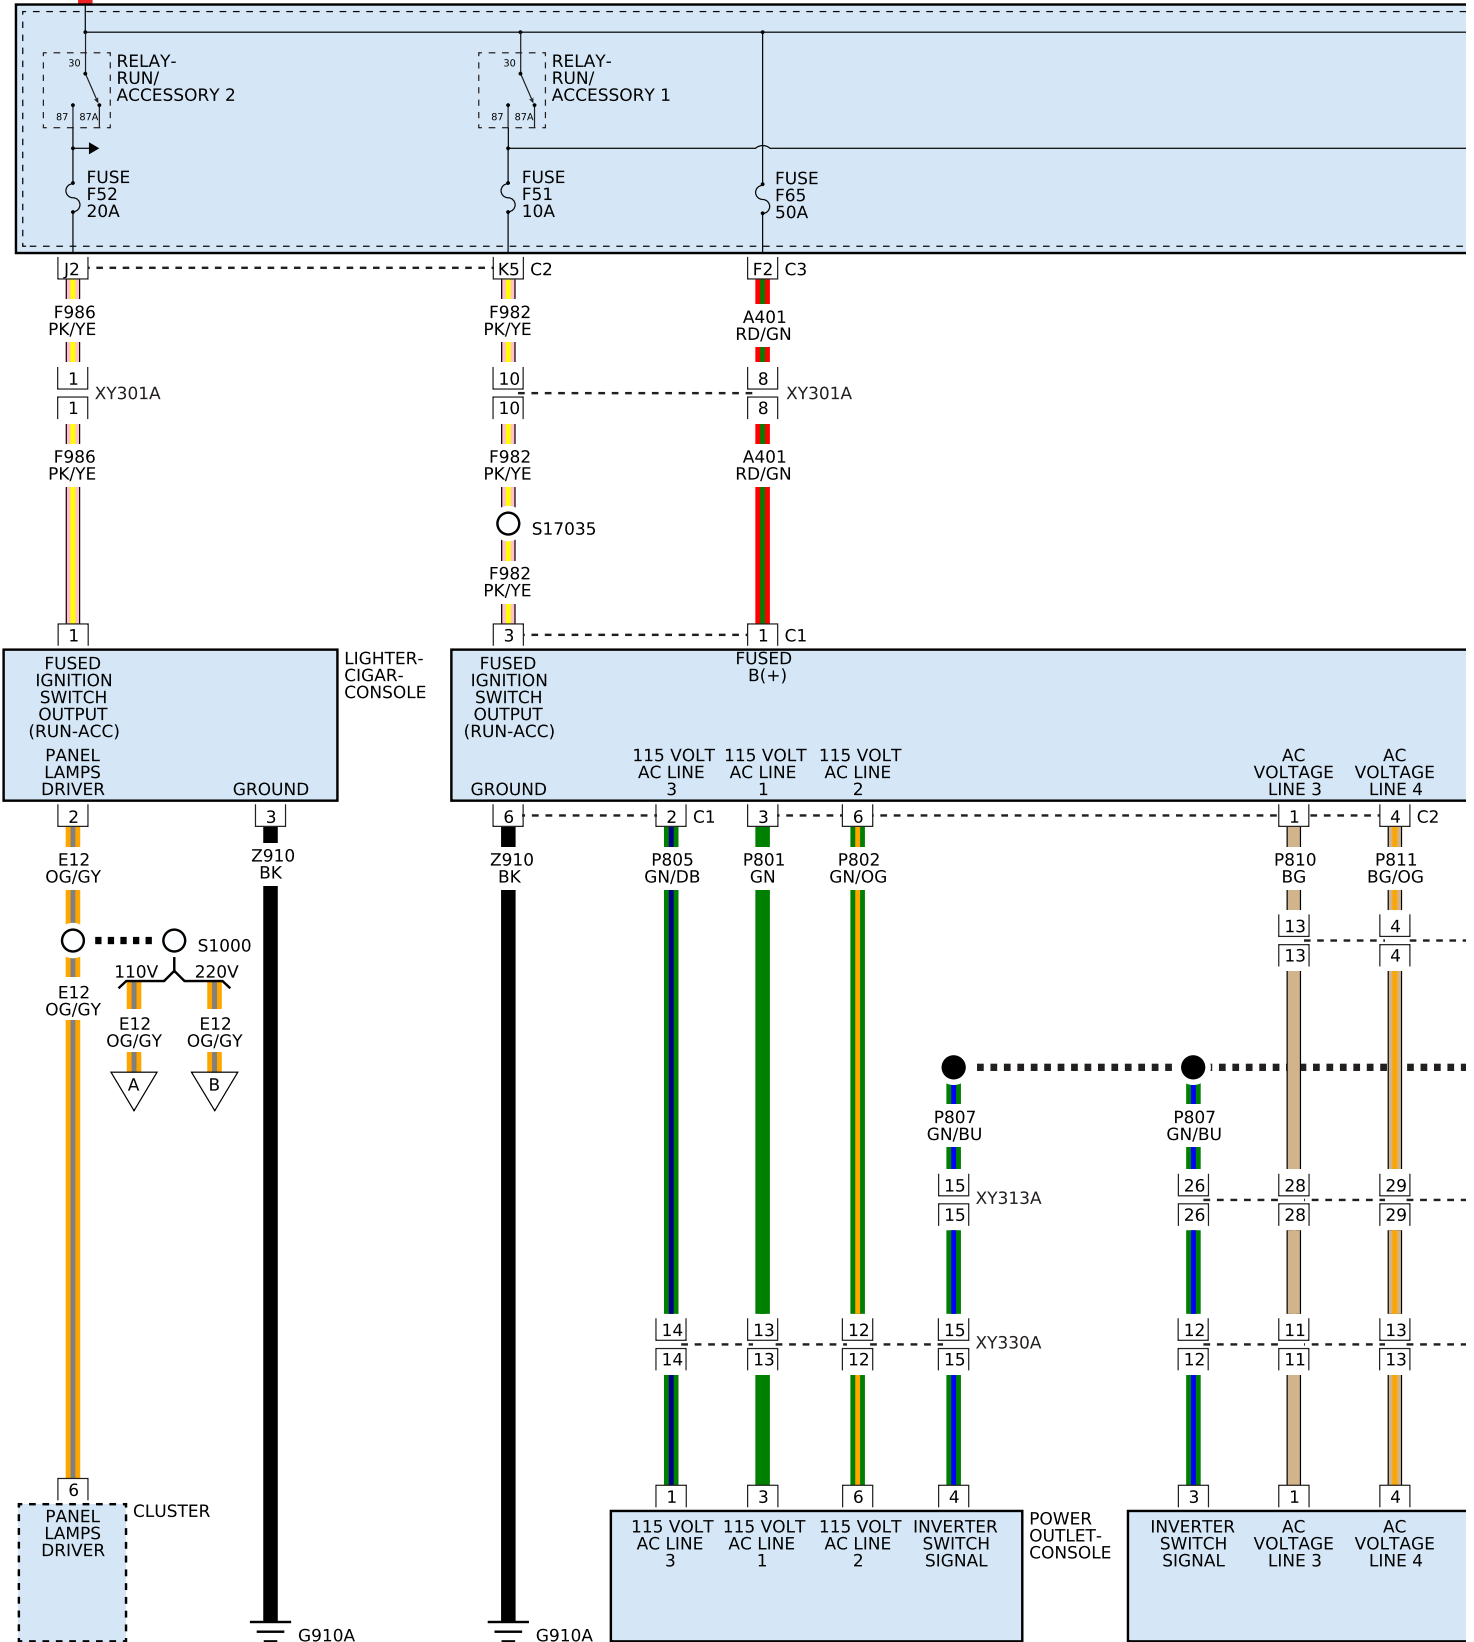 30
RELAY-
RUN/
ACCESSORY 2
87 87A
30
RELAY-
RUN/
ACCESSORY 1
87 87A
FUSE
F52
20A
FUSE
F51
10A
FUSE
F65
50A
J2
K5 C2
F2 C3
F986
PK/YE
F982
PK/YE
A401
RD/GN
1
1
XY301A
10
10
8
8
XY301A
F986
PK/YE
F982
PK/YE
A401
RD/GN
S17035
F982
PK/YE
1
3
1 C1
FUSED
IGNITION
SWITCH
OUTPUT
(RUN-ACC)
PANEL
LAMPS
DRIVER
GROUND
LIGHTER-
CIGAR-
CONSOLE
FUSED
IGNITION
SWITCH
OUTPUT
(RUN-ACC)
FUSED
B(+)
GROUND
115 VOLT
AC LINE
3
115 VOLT
AC LINE
1
115 VOLT
AC LINE
2
AC
VOLTAGE
LINE 3
AC
VOLTAGE
LINE 4
2
3
6
2 C1
3
6
1
4 C2
E12
OG/GY
Z910
BK
Z910
BK
P805
GN/DB
P801
GN
P802
GN/OG
P810
BG
P811
BG/OG
13
13
4
4
S1000
110V
220V
E12
OG/GY
E12
OG/GY
E12
OG/GY
A
B
P807
GN/BU
P807
GN/BU
15
15
XY313A
26
26
28
28
29
29
14
14
13
13
12
12
15
15
XY330A
12
12
11
11
13
13
6
1
3
6
4
3
1
4
PANEL
LAMPS
DRIVER
CLUSTER
G910A
G910A
115 VOLT
AC LINE
3
115 VOLT
AC LINE
1
115 VOLT
AC LINE
2
INVERTER
SWITCH
SIGNAL
POWER
OUTLET-
CONSOLE
INVERTER
SWITCH
SIGNAL
AC
VOLTAGE
LINE 3
AC
VOLTAGE
LINE 4